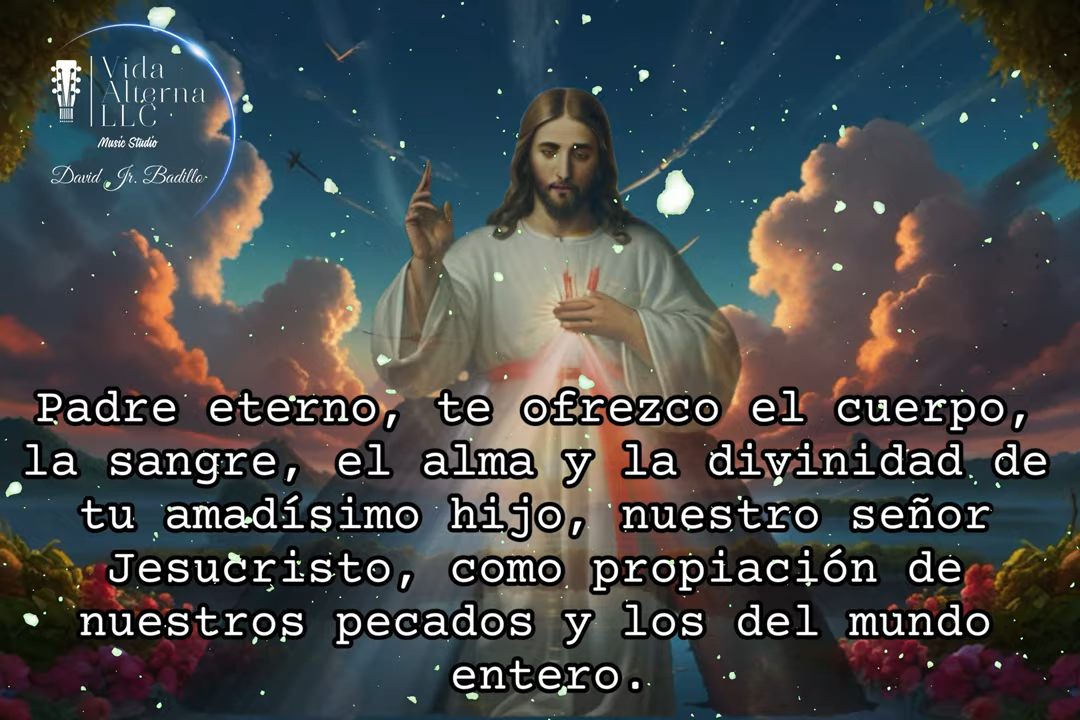 Vida
Alterna
LLC
Music Studio
David Jr. Badillo
Padre eterno, te ofrezco el cuerpo,
la sangre, el alma y la divinidad de
tu amadísimo hijo, nuestro señor
Jesucristo, como propiación de
nuestros pecados y los del mundo
entero.